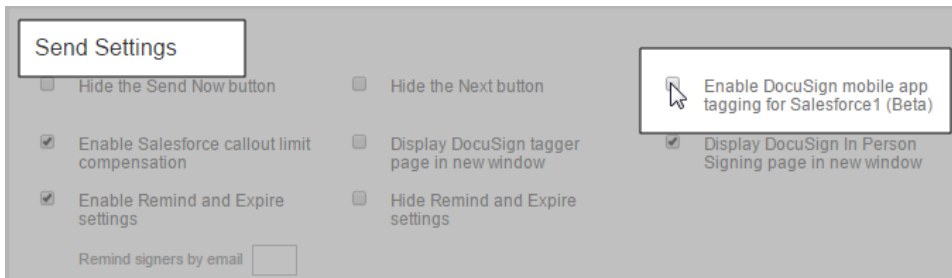 Send Settings
Hide the Send Now button
Hide the Next button
Enable DocuSign mobile app
tagging for Salesforce1 (Beta)
Enable Salesforce callout limit
compensation
Display DocuSign tagger
page in new window
Display DocuSign In Person
Signing page in new window
Enable Remind and Expire
settings
Hide Remind and Expire
settings
Remind signers by email